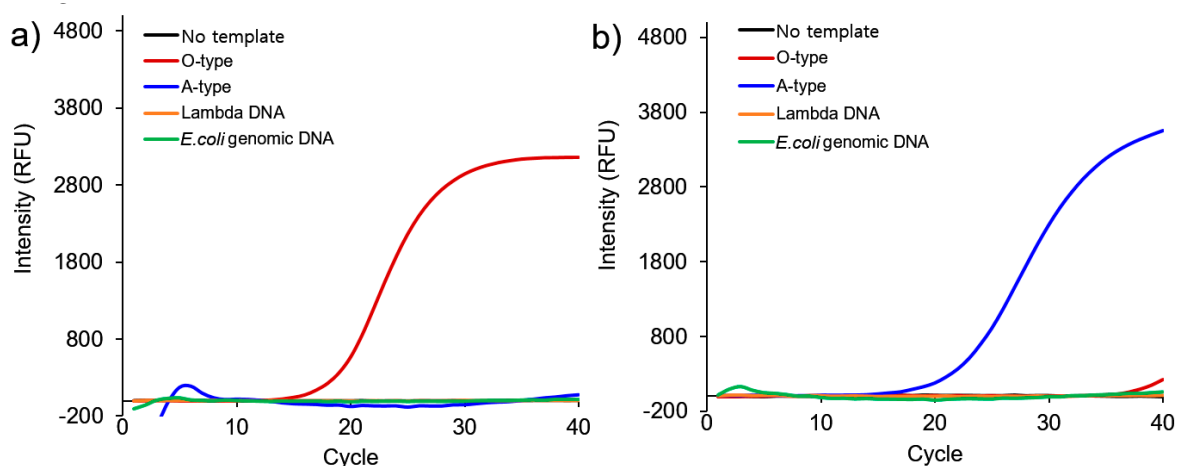 a)
4800
3800
2800
1800
800
-200
Intensity (RFU)
No template
O-type
A-type
Lambda DNA
E.coli genomic DNA
0 10 20 30 40
Cycle
b)
4800
3800
2800
1800
800
-200
Intensity (RFU)
No template
O-type
A-type
Lambda DNA
E.coli genomic DNA
0 10 20 30 40
Cycle